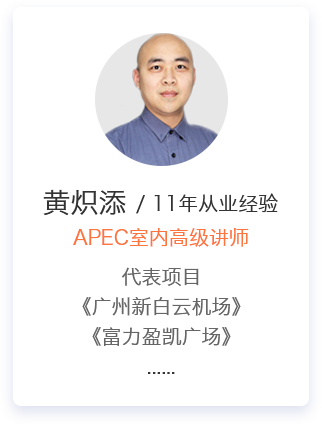 黄炽添 / 11年从业经验
APEC室内高级讲师
代表项目
《广州新白云机场》
《富力盈凯广场》
......